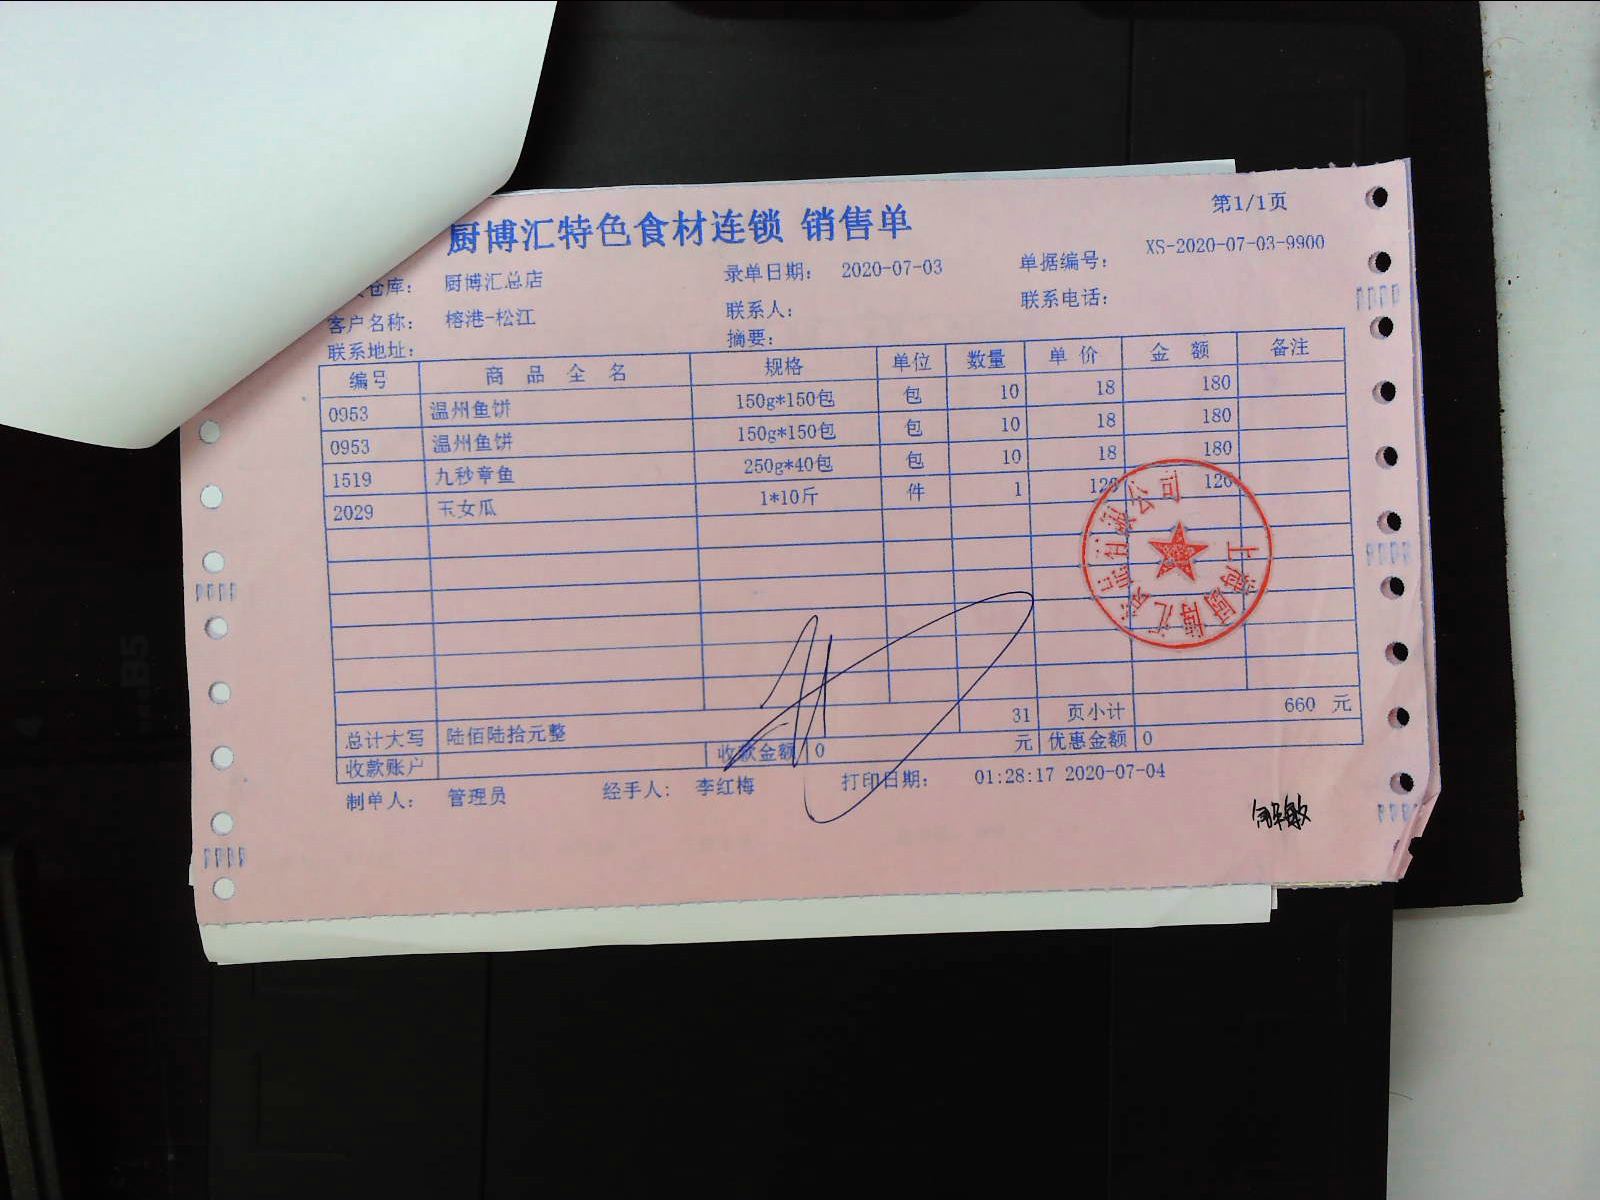 厨博汇特色食材连锁 销售单
第1/1页
仓库： 厨博汇总店 录单日期： 2020-07-03 单据编号： XS-2020-07-03-9900
客户名称： 榕港-松江 联系人： 联系电话：
联系地址： 摘要：
编号 商品全名 规格 单位 数量 单价 金额 备注
0953 温州鱼饼 150g*150包 包 10 18 180
0953 温州鱼饼 150g*150包 包 10 18 180
1519 九秒章鱼 250g*40包 包 10 18 180
2029 玉女瓜 1*10斤 件 1 120 120
总计大写 陆佰陆拾元整 31 页小计 660 元
收款账户 收款金额 0 元 优惠金额 0
制单人： 管理员 经手人： 李红梅 打印日期： 01:28:17 2020-07-04
B5